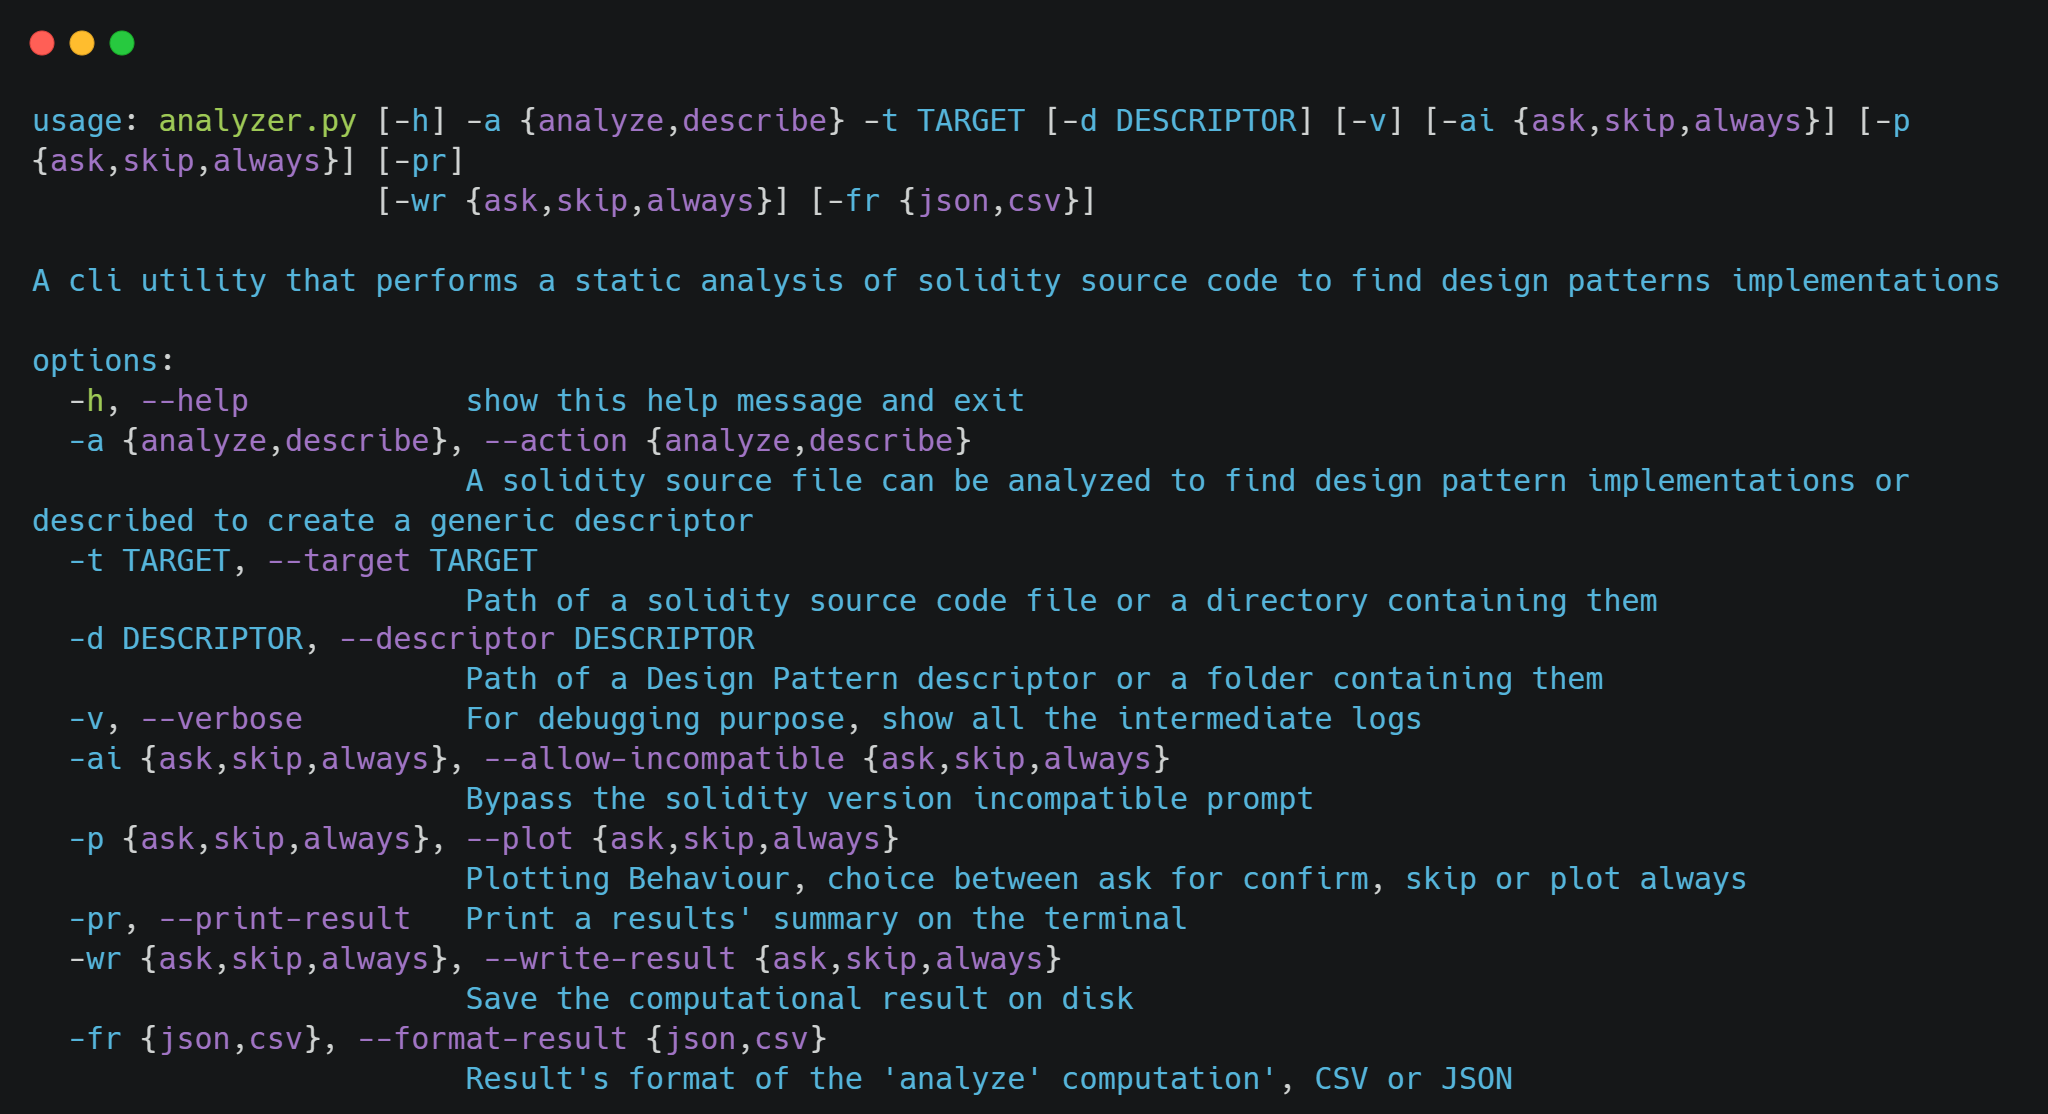 usage: analyzer.py [-h] -a {analyze,describe} -t TARGET [-d DESCRIPTOR] [-v] [-ai {ask,skip,always}] [-p
{ask,skip,always}] [-pr]
[-wr {ask,skip,always}] [-fr {json,csv}]
A cli utility that performs a static analysis of solidity source code to find design patterns implementations
options:
-h, --help show this help message and exit
-a {analyze,describe}, --action {analyze,describe}
A solidity source file can be analyzed to find design pattern implementations or
described to create a generic descriptor
-t TARGET, --target TARGET
Path of a solidity source code file or a directory containing them
-d DESCRIPTOR, --descriptor DESCRIPTOR
Path of a Design Pattern descriptor or a folder containing them
-v, --verbose For debugging purpose, show all the intermediate logs
-ai {ask,skip,always}, --allow-incompatible {ask,skip,always}
Bypass the solidity version incompatible prompt
-p {ask,skip,always}, --plot {ask,skip,always}
Plotting Behaviour, choice between ask for confirm, skip or plot always
-pr, --print-result Print a results' summary on the terminal
-wr {ask,skip,always}, --write-result {ask,skip,always}
Save the computational result on disk
-fr {json,csv}, --format-result {json,csv}
Result's format of the 'analyze' computation', CSV or JSON